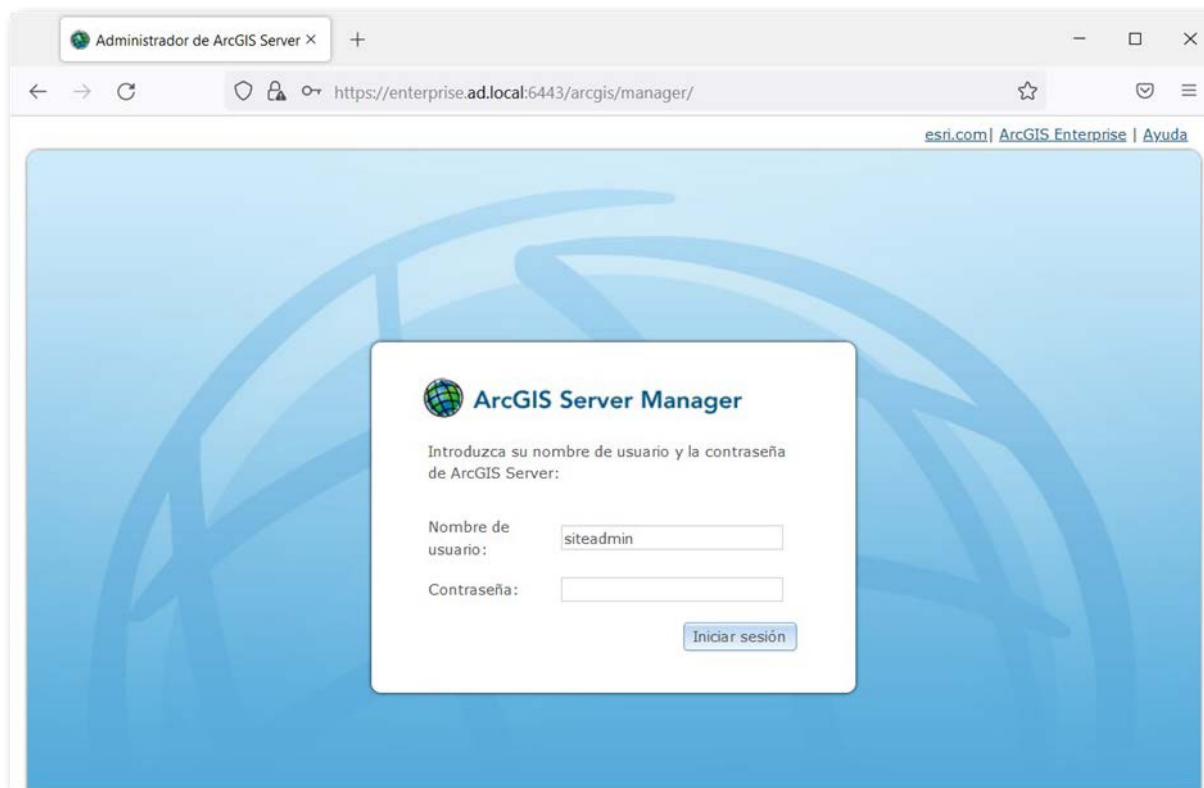 Administrador de ArcGIS Server
https://enterprise.ad.local:6443/arcgis/manager/
esri.com| ArcGIS Enterprise | Ayuda
ArcGIS Server Manager
Introduzca su nombre de usuario y la contraseña
de ArcGIS Server:
Nombre de
usuario:
siteadmin
Contraseña:
Iniciar sesión